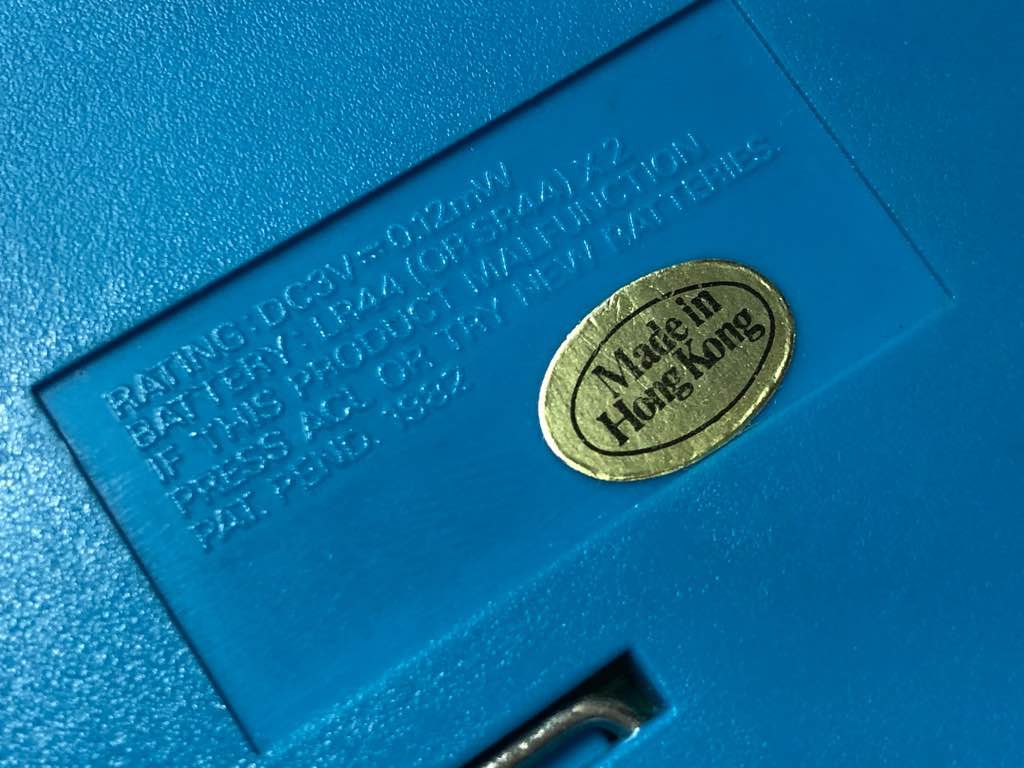 RATING: DC3V ⎓ 0.12mW
BATTERY: LR44 (OR SR44) X 2
IF THIS PRODUCT MALFUNCTION
PRESS ACL OR TRY NEW BATTERIES.
PAT. PEND.
Made in
Hong Kong